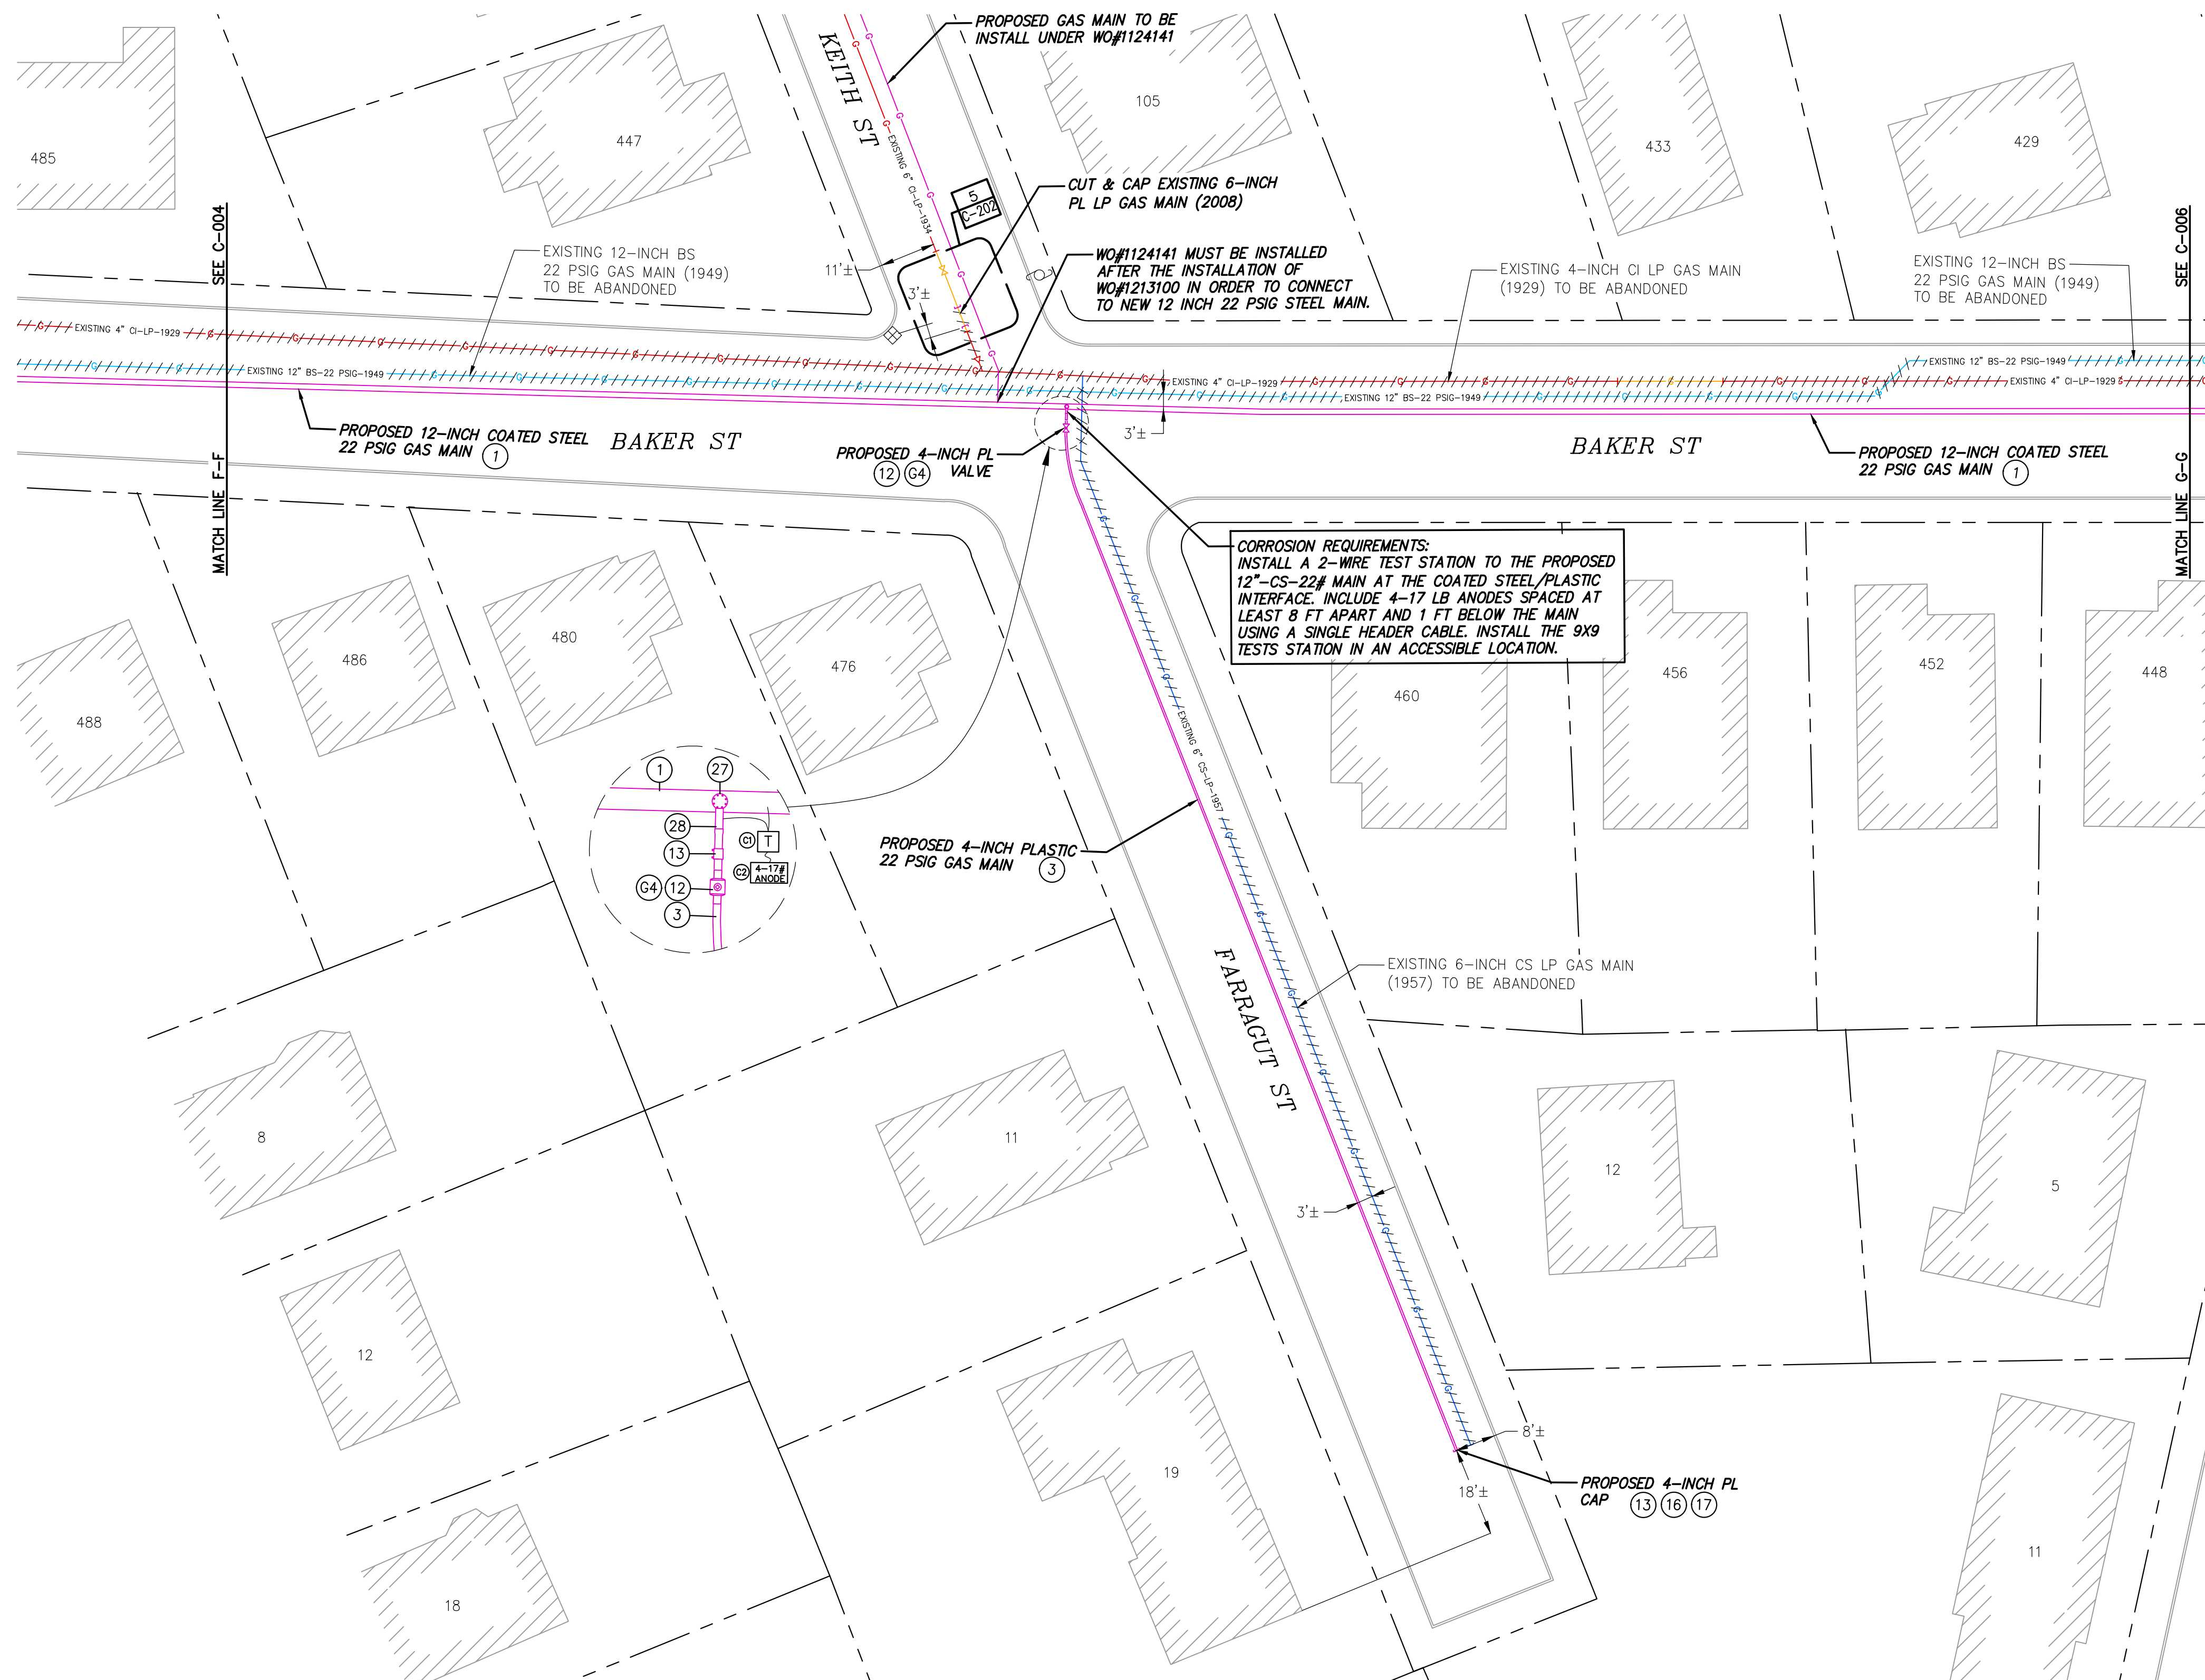 PROPOSED GAS MAIN TO BE
INSTALL UNDER WO#1124141
KEITH ST
G
G
G
G
G
G
EXISTING 6" CI-LP-1934
485
447
105
433
429
5
C-202
CUT & CAP EXISTING 6-INCH
PL LP GAS MAIN (2008)
11'±
3'±
WO#1124141 MUST BE INSTALLED
AFTER THE INSTALLATION OF
WO#1213100 IN ORDER TO CONNECT
TO NEW 12 INCH 22 PSIG STEEL MAIN.
SEE C-004
MATCH LINE F-F
EXISTING 12-INCH BS
22 PSIG GAS MAIN (1949)
TO BE ABANDONED
EXISTING 4-INCH CI LP GAS MAIN
(1929) TO BE ABANDONED
EXISTING 12-INCH BS
22 PSIG GAS MAIN (1949)
TO BE ABANDONED
SEE C-006
MATCH LINE G-G
EXISTING 4" CI-LP-1929
EXISTING 12" BS-22 PSIG-1949
EXISTING 4" CI-LP-1929
EXISTING 12" BS-22 PSIG-1949
EXISTING 12" BS-22 PSIG-1949
EXISTING 4" CI-LP-1929
PROPOSED 12-INCH COATED STEEL
22 PSIG GAS MAIN 1
BAKER ST
PROPOSED 4-INCH PL
12 G4 VALVE
3'±
BAKER ST
PROPOSED 12-INCH COATED STEEL
22 PSIG GAS MAIN 1
CORROSION REQUIREMENTS:
INSTALL A 2-WIRE TEST STATION TO THE PROPOSED
12"-CS-22# MAIN AT THE COATED STEEL/PLASTIC
INTERFACE. INCLUDE 4-17 LB ANODES SPACED AT
LEAST 8 FT APART AND 1 FT BELOW THE MAIN
USING A SINGLE HEADER CABLE. INSTALL THE 9X9
TESTS STATION IN AN ACCESSIBLE LOCATION.
488
486
480
476
460
456
452
448
EXISTING 6" CS-LP-1957
1
27
28
13
G4 12
3
C1 T
C2 4-17#
ANODE
PROPOSED 4-INCH PLASTIC
22 PSIG GAS MAIN 3
FARRAGUT ST
EXISTING 6-INCH CS LP GAS MAIN
(1957) TO BE ABANDONED
8
11
12
5
3'±
12
19
8'±
18'±
PROPOSED 4-INCH PL
CAP 13 16 17
18
11